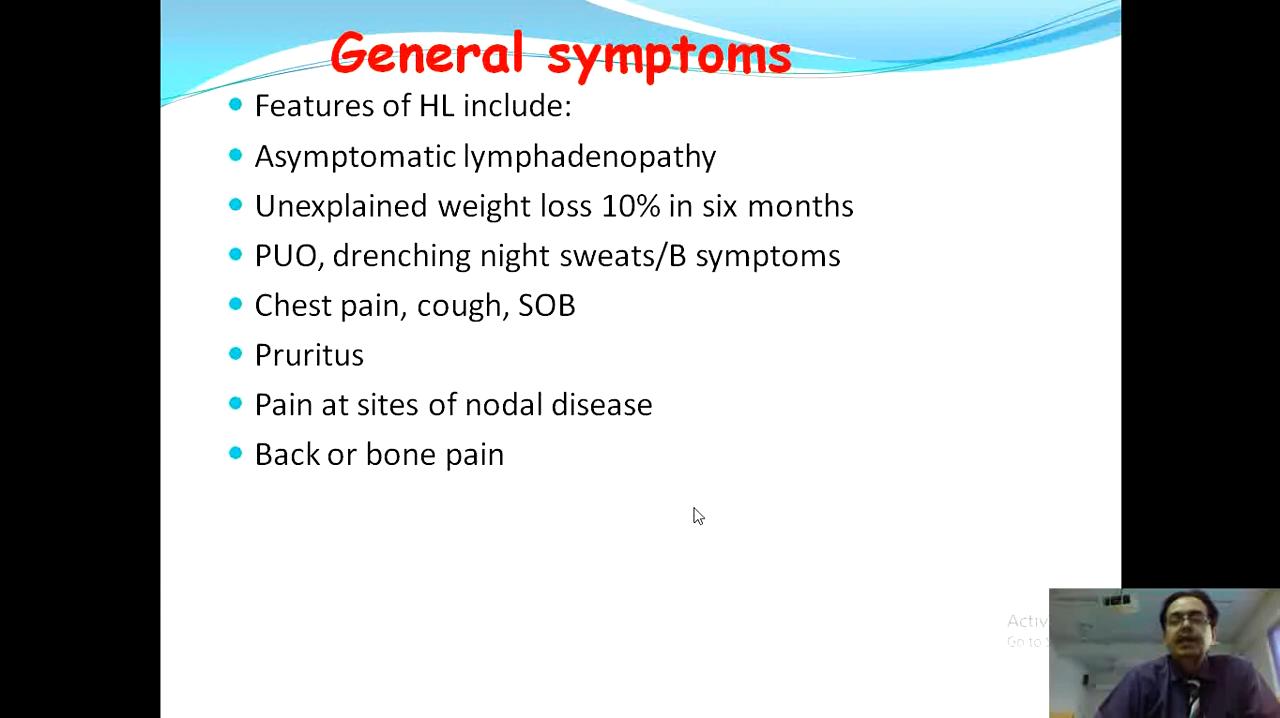 General symptoms
Features of HL include:
Asymptomatic lymphadenopathy
Unexplained weight loss 10% in six months
PUO, drenching night sweats/B symptoms
Chest pain, cough, SOB
Pruritus
Pain at sites of nodal disease
Back or bone pain
Activ
Go to S